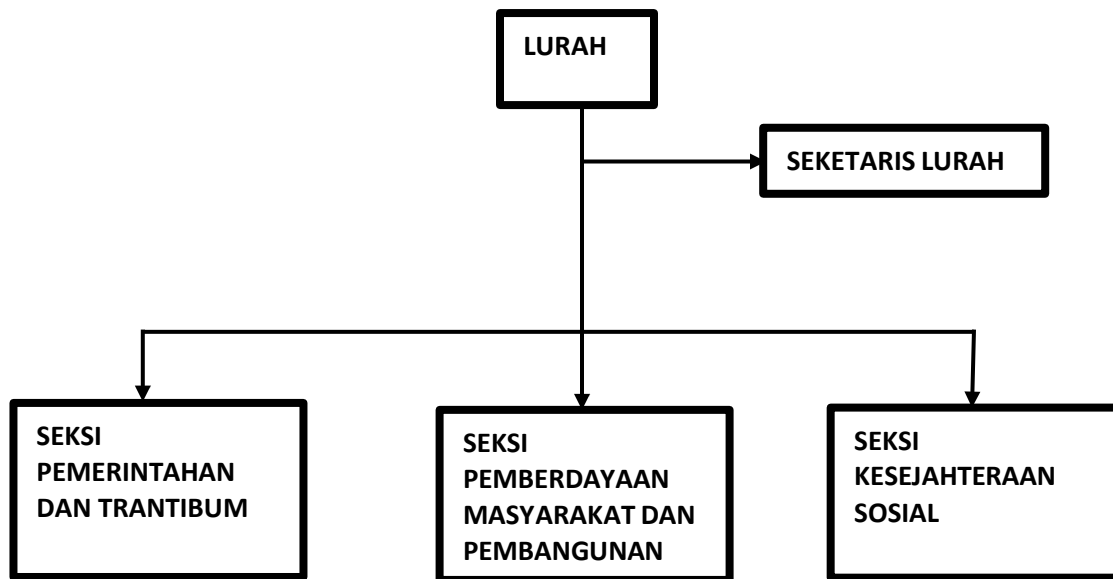 LURAH
SEKETARIS LURAH
SEKSI
PEMERINTAHAN
DAN TRANTIBUM
SEKSI
PEMBERDAYAAN
MASYARAKAT DAN
PEMBANGUNAN
SEKSI
KESEJAHTERAAN
SOSIAL